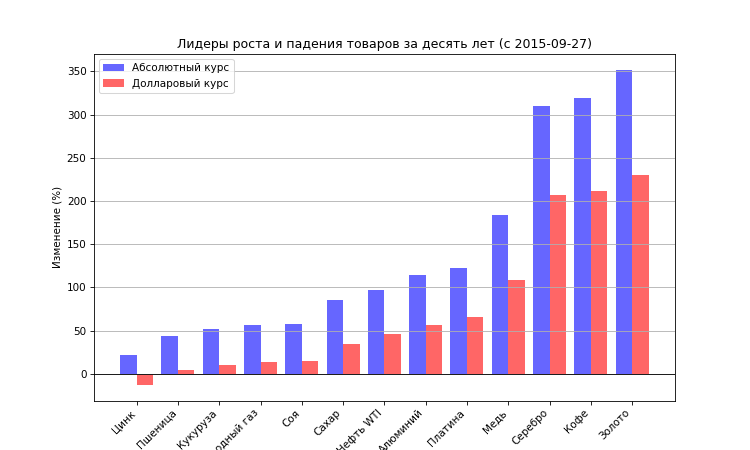 Лидеры роста и падения товаров за десять лет (с 2015-09-27)
Абсолютный курс
Долларовый курс
Изменение (%)
350
300
250
200
150
100
50
0
Цинк
Пшеница
Кукуруза
родный газ
Соя
Сахар
Нефть WTI
Алюминий
Платина
Медь
Серебро
Кофе
Золото